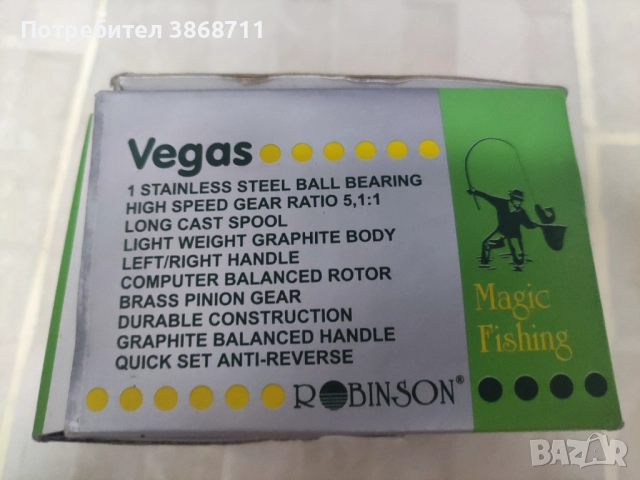 Потребител 3868711
Vegas
1 STAINLESS STEEL BALL BEARING
HIGH SPEED GEAR RATIO 5,1:1
LONG CAST SPOOL
LIGHT WEIGHT GRAPHITE BODY
LEFT/RIGHT HANDLE
COMPUTER BALANCED ROTOR
BRASS PINION GEAR
DURABLE CONSTRUCTION
GRAPHITE BALANCED HANDLE
QUICK SET ANTI-REVERSE
ROBINSON®
Magic
Fishing
BAZAR